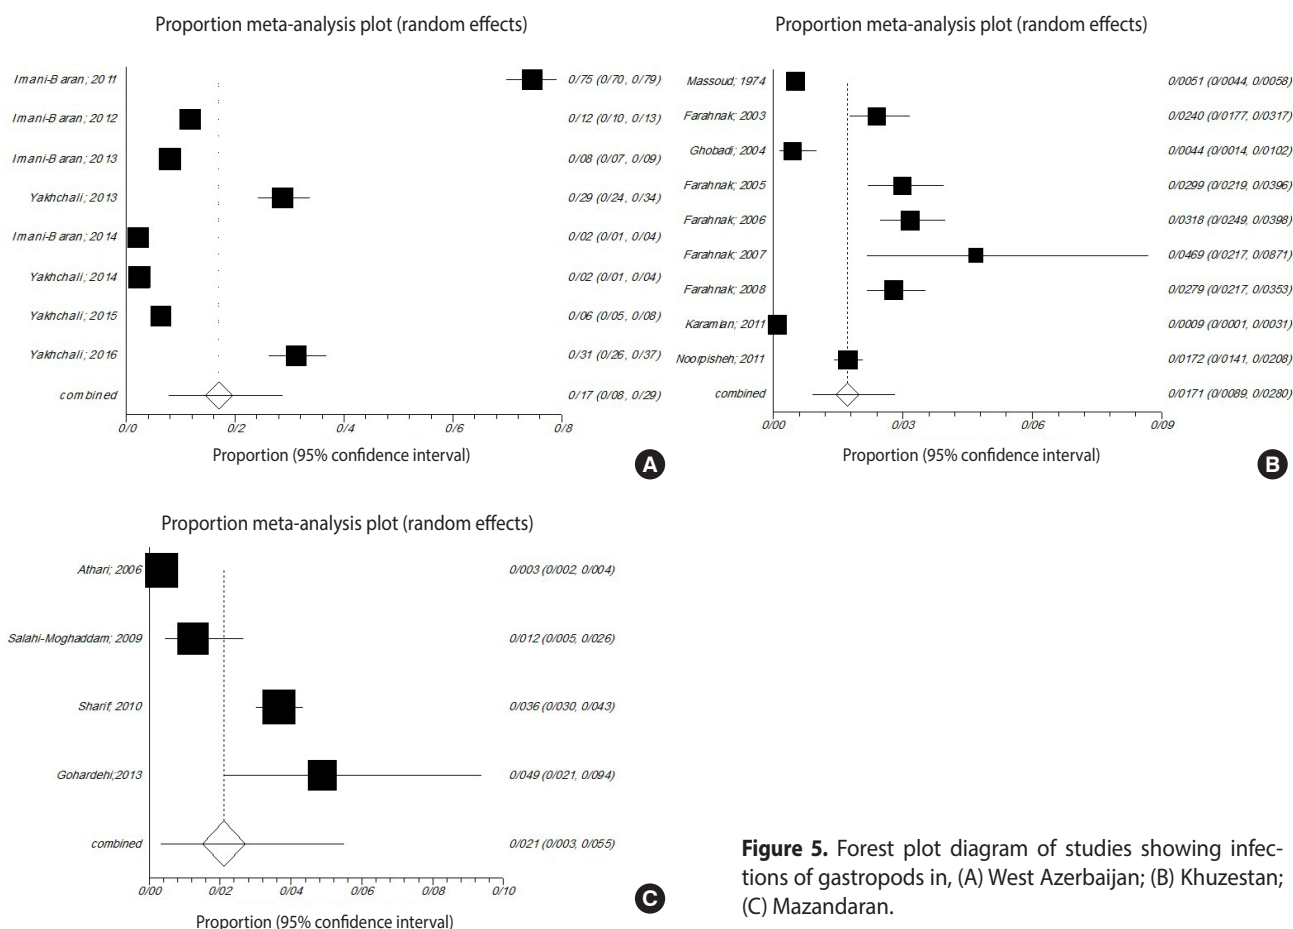 Proportion meta-analysis plot (random effects)
Imani-Baran; 2011 0/75 (0/70, 0/79)
Imani-Baran; 2012 0/12 (0/10, 0/13)
Imani-Baran; 2013 0/08 (0/07, 0/09)
Yakhchali; 2013 0/29 (0/24, 0/34)
Imani-Baran; 2014 0/02 (0/01, 0/04)
Yakhchali; 2014 0/02 (0/01, 0/04)
Yakhchali; 2015 0/06 (0/05, 0/08)
Yakhchali; 2016 0/31 (0/26, 0/37)
combined 0/17 (0/08, 0/29)
0/0 0/2 0/4 0/6 0/8
Proportion (95% confidence interval)
A
Proportion meta-analysis plot (random effects)
Massoud; 1974 0/0051 (0/0044, 0/0058)
Farahnak; 2003 0/0240 (0/0177, 0/0317)
Ghobadi; 2004 0/0044 (0/0014, 0/0102)
Farahnak; 2005 0/0299 (0/0219, 0/0396)
Farahnak; 2006 0/0318 (0/0249, 0/0398)
Farahnak; 2007 0/0469 (0/0217, 0/0871)
Farahnak; 2008 0/0279 (0/0217, 0/0353)
Karamian; 2011 0/0009 (0/0001, 0/0031)
Noorpisheh; 2011 0/0172 (0/0141, 0/0208)
combined 0/0171 (0/0089, 0/0280)
0/00 0/03 0/06 0/09
Proportion (95% confidence interval)
B
Proportion meta-analysis plot (random effects)
Athari; 2006 0/003 (0/002, 0/004)
Salahi-Moghaddam; 2009 0/012 (0/005, 0/026)
Sharif; 2010 0/036 (0/030, 0/043)
Gohardehi;2013 0/049 (0/021, 0/094)
combined 0/021 (0/003, 0/055)
0/00 0/02 0/04 0/06 0/08 0/10
Proportion (95% confidence interval)
C
Figure 5. Forest plot diagram of studies showing infec-
tions of gastropods in, (A) West Azerbaijan; (B) Khuzestan;
(C) Mazandaran.